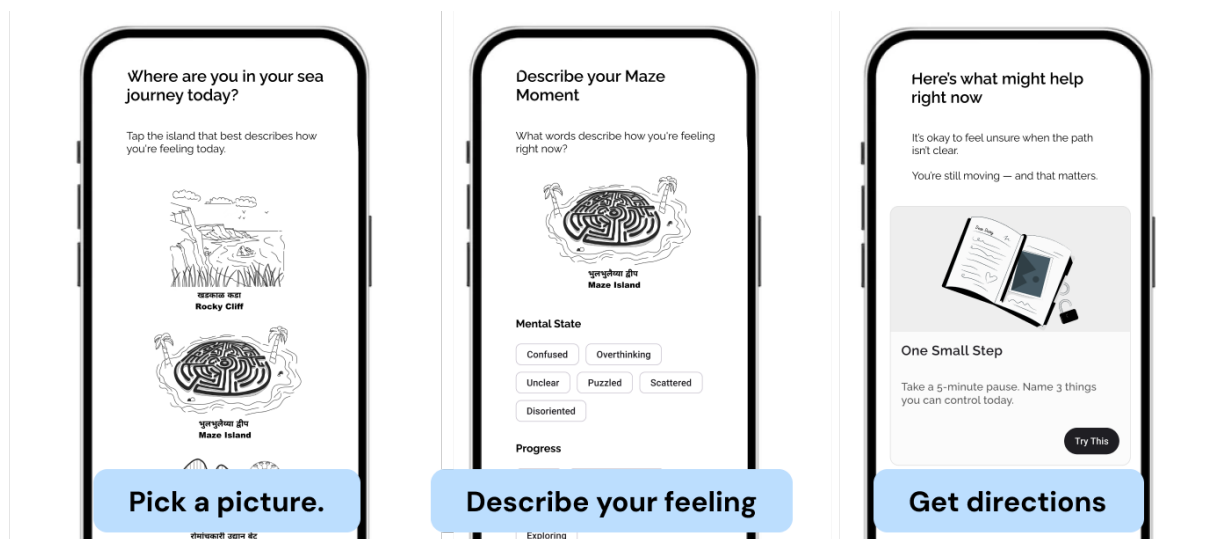 Where are you in your sea
journey today?
Tap the island that best describes how
you're feeling today.
खडकाळ कडा
Rocky Cliff
भुलभुलैय्या द्वीप
Maze Island
Pick a picture.
रोमांचकारी उद्यान बेट
Describe your Maze
Moment
What words describe how you're feeling
right now?
भुलभुलैय्या द्वीप
Maze Island
Mental State
Confused
Overthinking
Unclear
Puzzled
Scattered
Disoriented
Progress
Describe your feeling
Exploring
Here's what might help
right now
It's okay to feel unsure when the path
isn't clear.
You're still moving — and that matters.
Dear Diary
One Small Step
Take a 5-minute pause. Name 3 things
you can control today.
Try This
Get directions